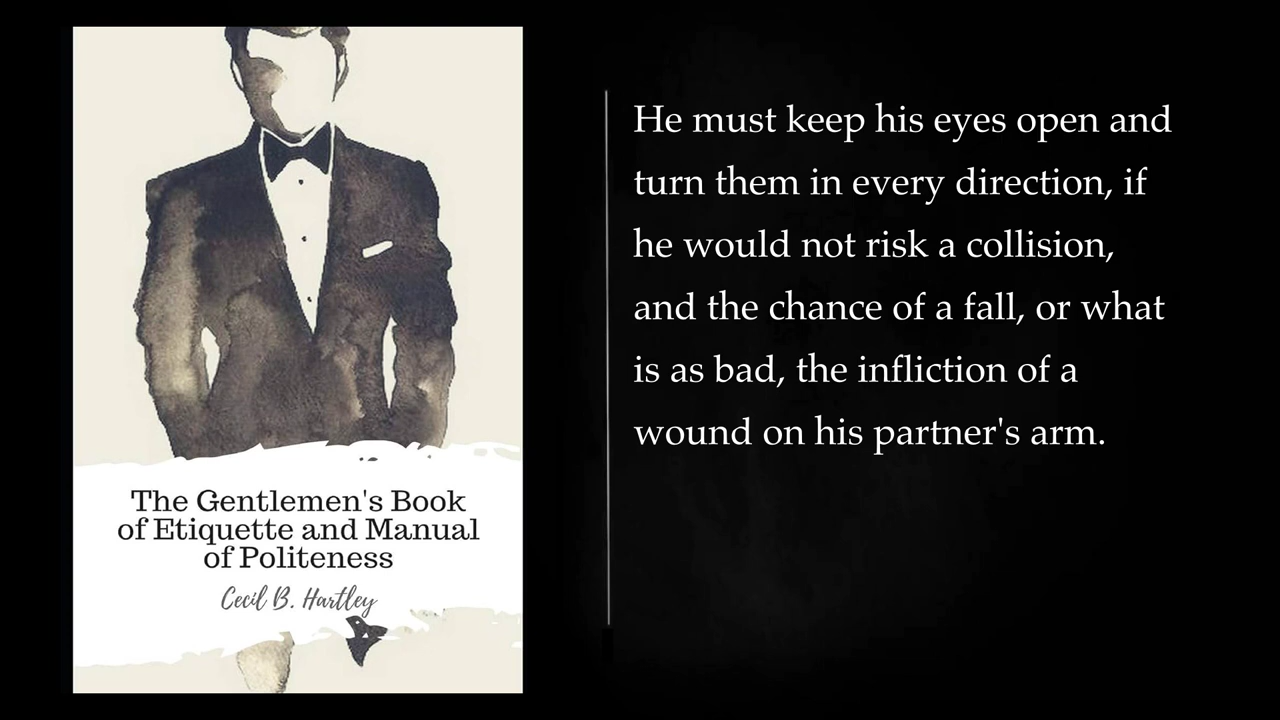 The Gentlemen's Book
of Etiquette and Manual
of Politeness
Cecil B. Hartley
He must keep his eyes open and
turn them in every direction, if
he would not risk a collision,
and the chance of a fall, or what
is as bad, the infliction of a
wound on his partner's arm.